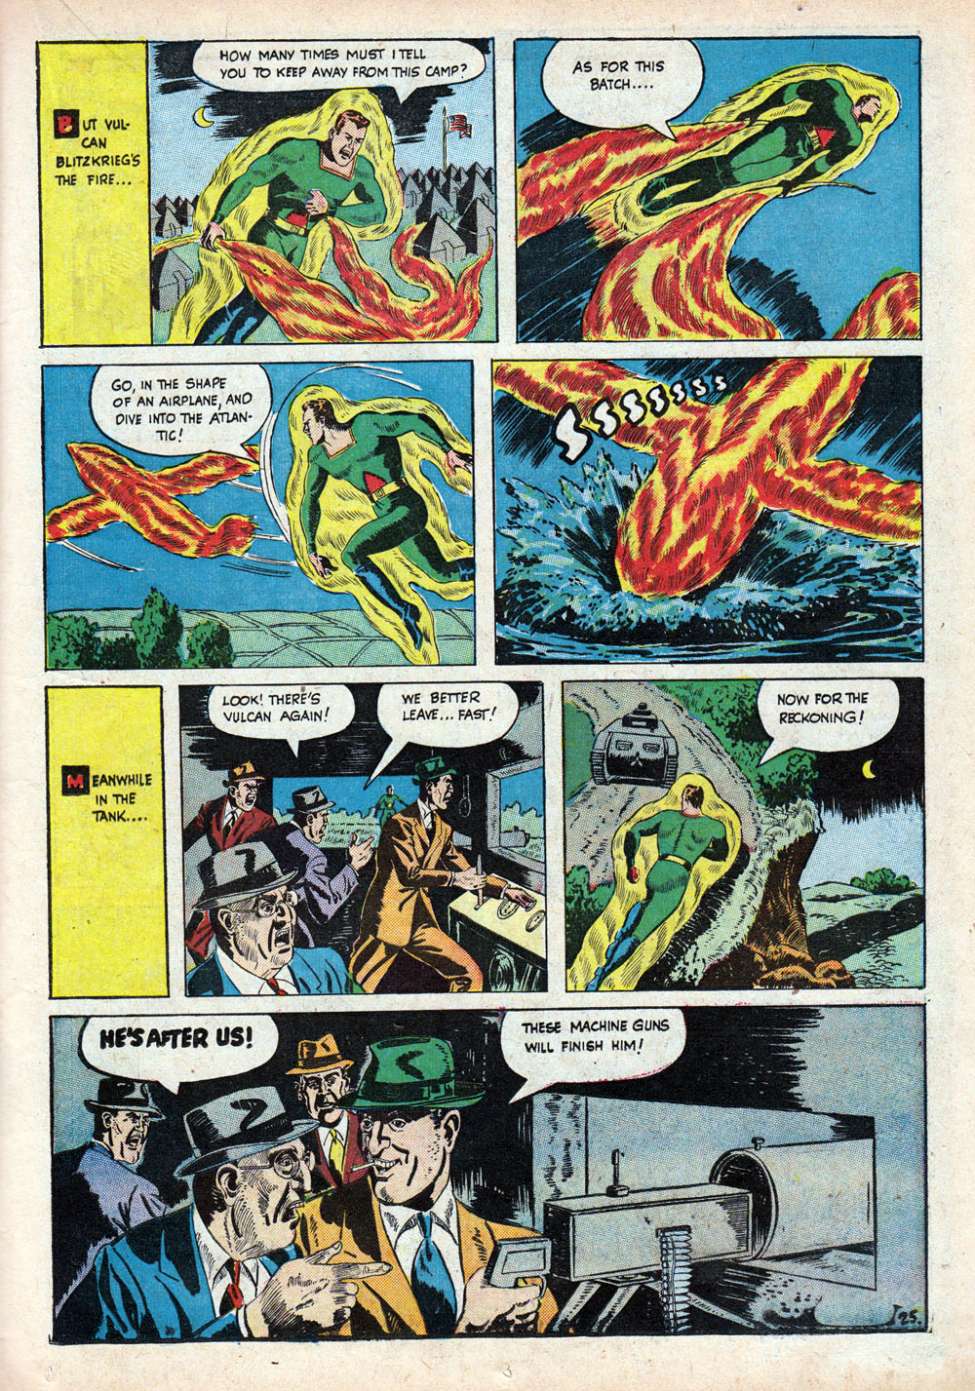 BUT VUL-
CAN
BLITZKRIEG'S
THE FIRE...
HOW MANY TIMES MUST I TELL
YOU TO KEEP AWAY FROM THIS CAMP?
AS FOR THIS
BATCH....
GO, IN THE SHAPE
OF AN AIRPLANE, AND
DIVE INTO THE ATLAN-
TIC!
SSSSSSSS
MEANWHILE
IN THE
TANK....
LOOK! THERE'S
VULCAN AGAIN!
WE BETTER
LEAVE... FAST!
NOW FOR THE
RECKONING!
HE'S AFTER US!
THESE MACHINE GUNS
WILL FINISH HIM!
25.